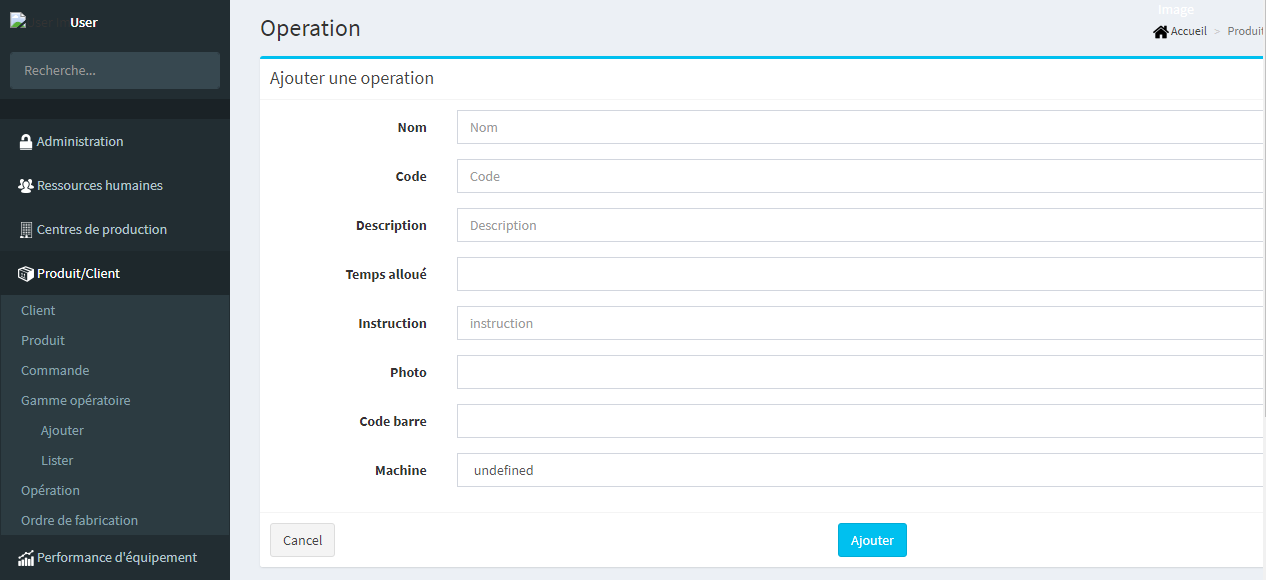 User
Recherche...
Administration
Ressources humaines
Centres de production
Produit/Client
Client
Produit
Commande
Gamme opératoire
Ajouter
Lister
Opération
Ordre de fabrication
Performance d'équipement
Image
Operation
Accueil > Produit
Ajouter une operation
Nom Nom
Code Code
Description Description
Temps alloué
Instruction instruction
Photo
Code barre
Machine undefined
Cancel Ajouter